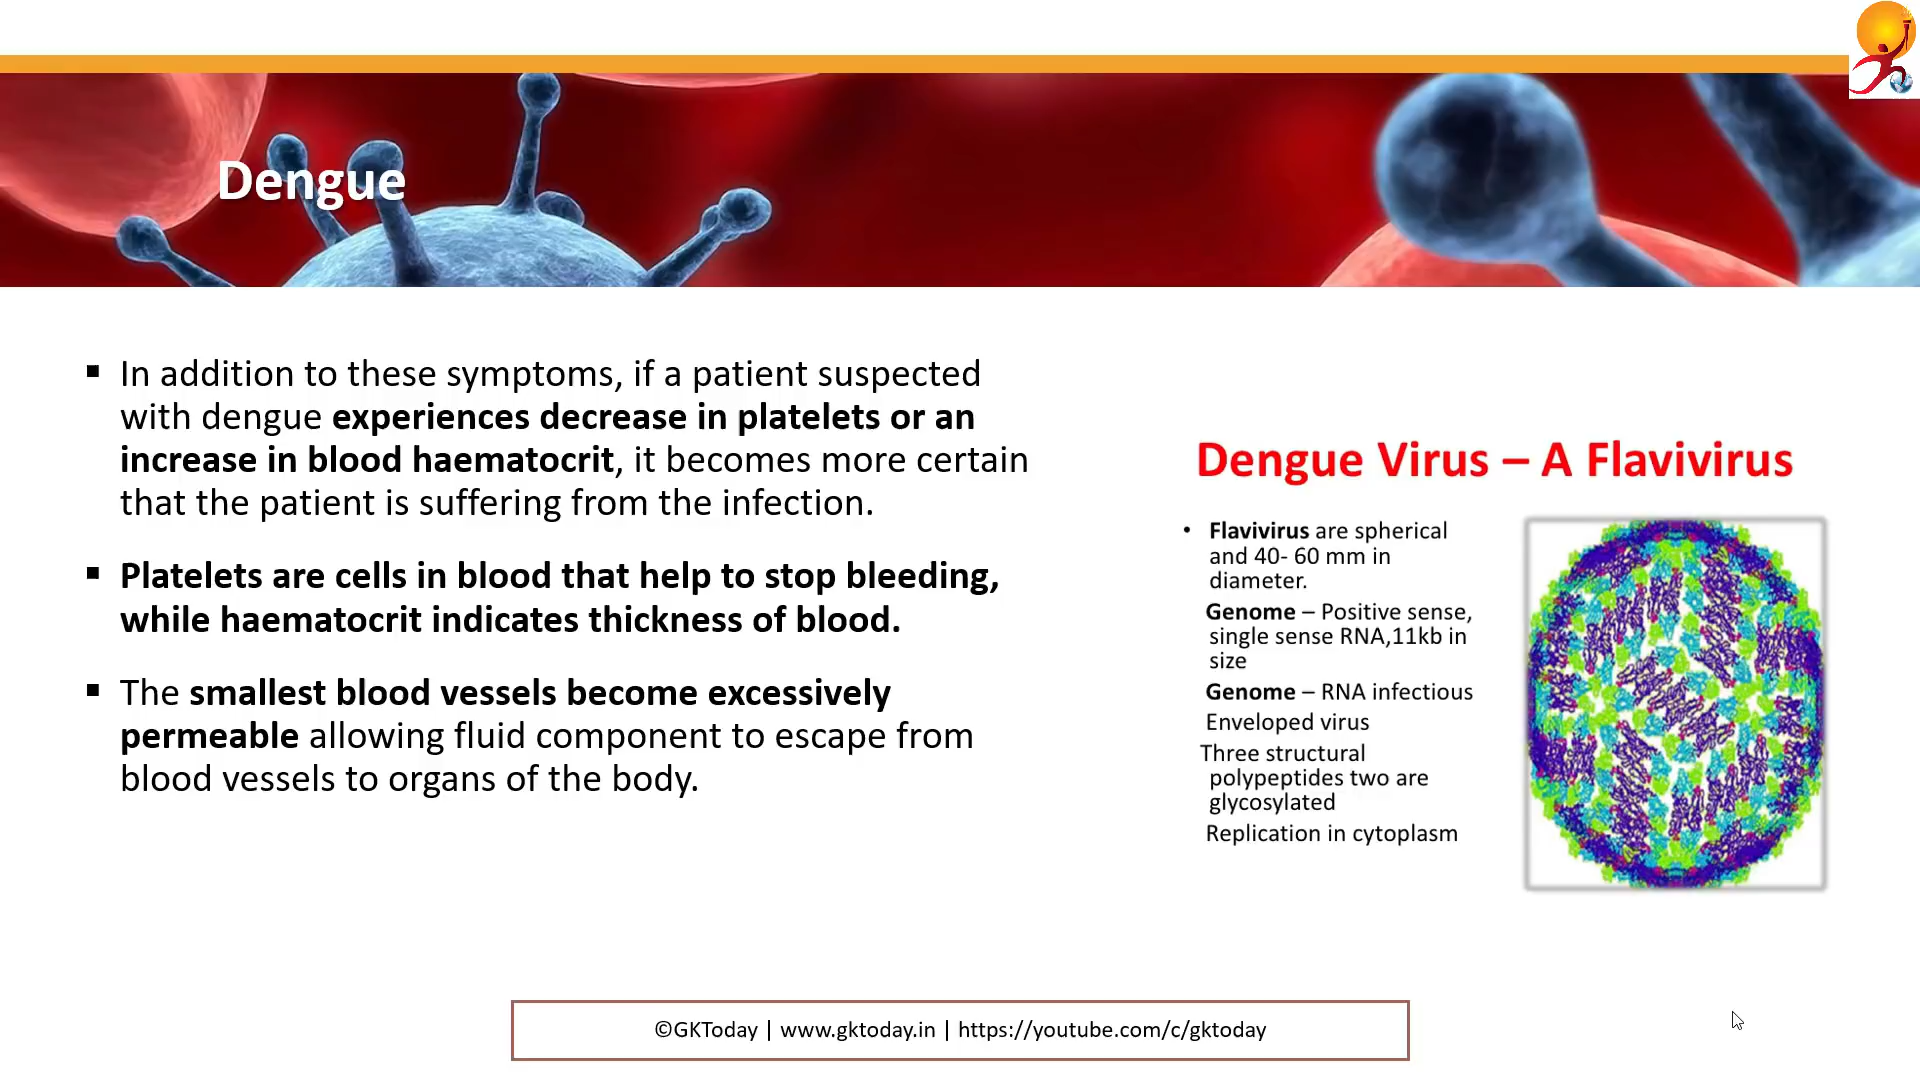 Dengue
▪ In addition to these symptoms, if a patient suspected
with dengue experiences decrease in platelets or an
increase in blood haematocrit, it becomes more certain
that the patient is suffering from the infection.
▪ Platelets are cells in blood that help to stop bleeding,
while haematocrit indicates thickness of blood.
▪ The smallest blood vessels become excessively
permeable allowing fluid component to escape from
blood vessels to organs of the body.
Dengue Virus – A Flavivirus
• Flavivirus are spherical
and 40- 60 mm in
diameter.
Genome – Positive sense,
single sense RNA,11kb in
size
Genome – RNA infectious
Enveloped virus
Three structural
polypeptides two are
glycosylated
Replication in cytoplasm
©GKToday | www.gktoday.in | https://youtube.com/c/gktoday